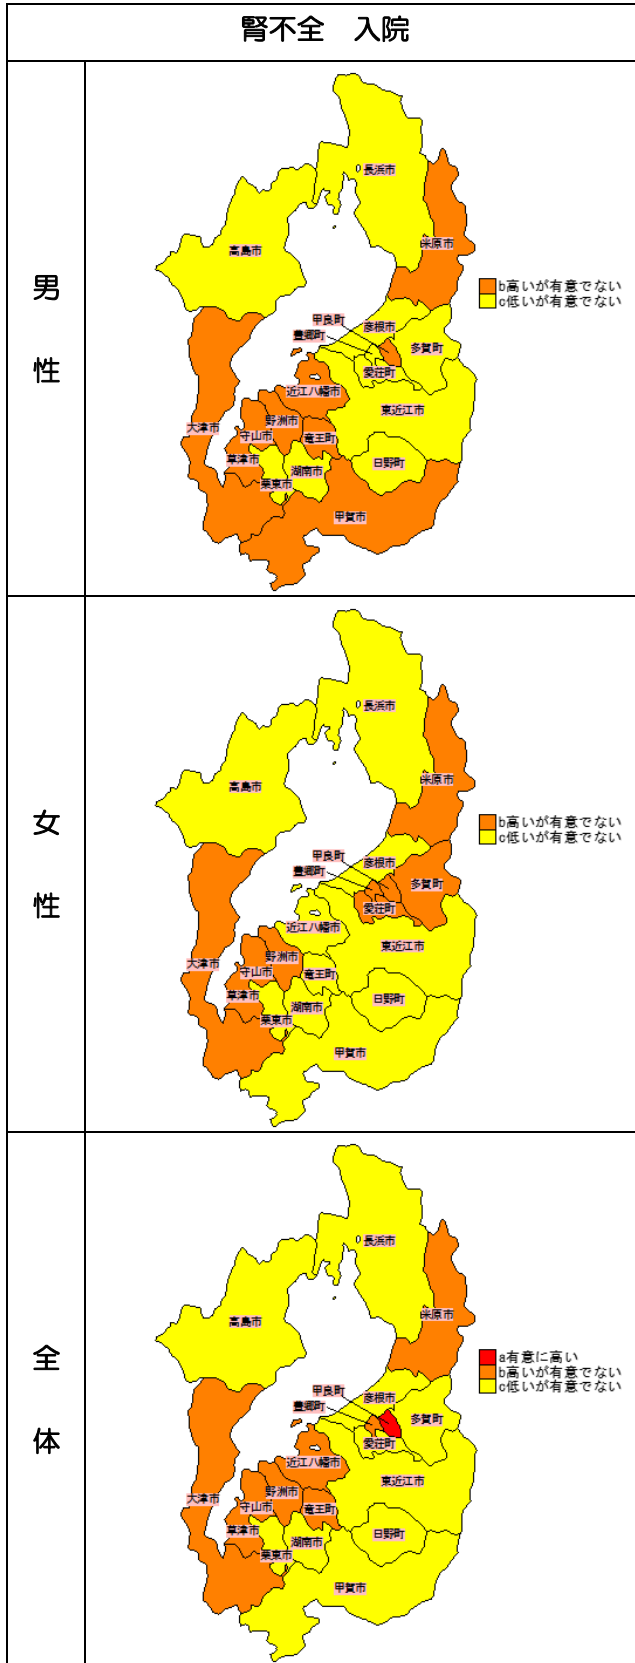 腎不全　入院
男
性
長浜市
米原市
高島市
b高いが有意でない
c低いが有意でない
甲良町
彦根市
豊郷町
多賀町
愛荘町
近江八幡市
東近江市
大津市
野洲市
守山市
竜王町
草津市
日野町
湖南市
栗東市
甲賀市
女
性
長浜市
米原市
高島市
b高いが有意でない
c低いが有意でない
甲良町
彦根市
豊郷町
多賀町
愛荘町
近江八幡市
東近江市
大津市
野洲市
守山市
竜王町
草津市
日野町
湖南市
栗東市
甲賀市
全
体
長浜市
米原市
高島市
a有意に高い
b高いが有意でない
c低いが有意でない
甲良町
彦根市
豊郷町
多賀町
愛荘町
近江八幡市
東近江市
大津市
野洲市
守山市
竜王町
草津市
日野町
湖南市
栗東市
甲賀市